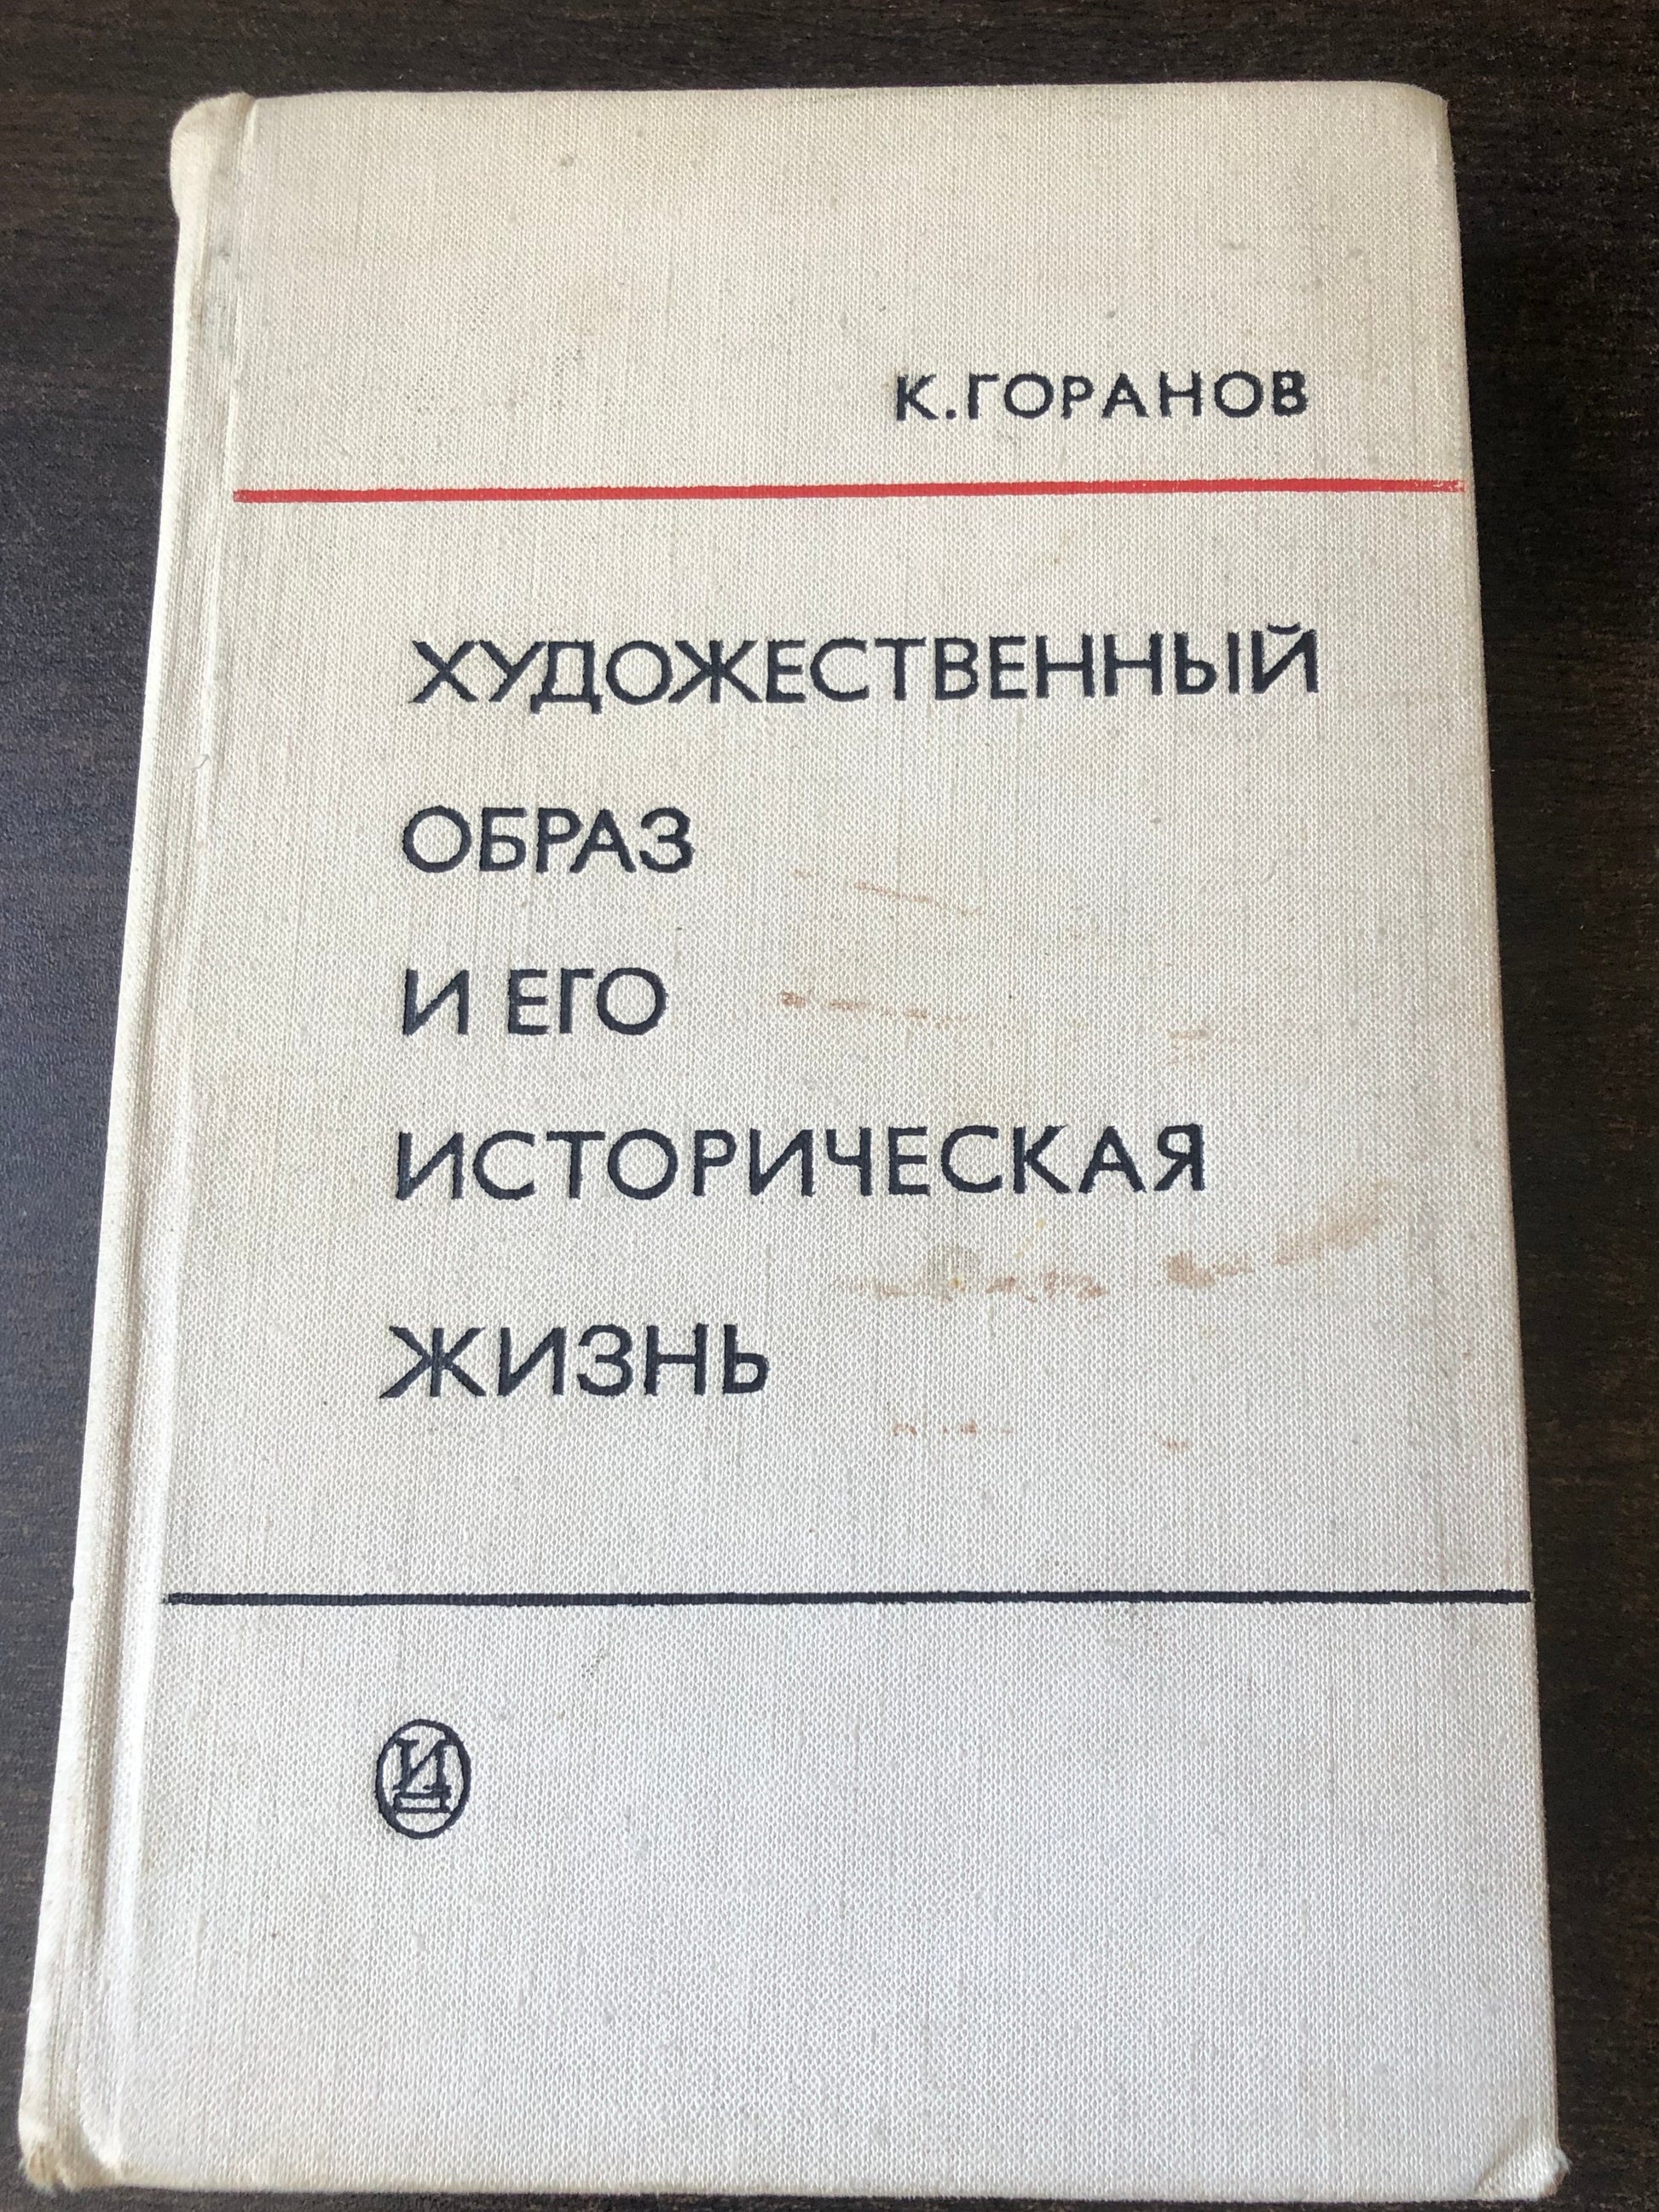 К.ГОРАНОВ
ХУДОЖЕСТВЕННЫЙ
ОБРАЗ
И ЕГО
ИСТОРИЧЕСКАЯ
ЖИЗНЬ
И